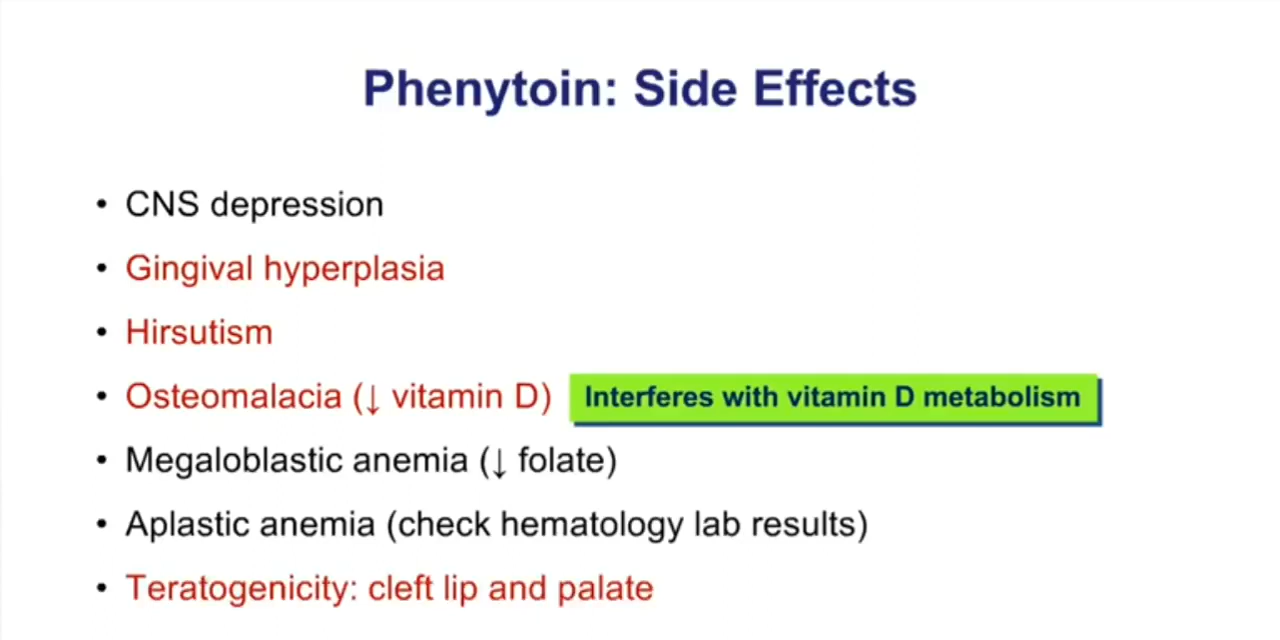 Phenytoin: Side Effects
• CNS depression
• Gingival hyperplasia
• Hirsutism
• Osteomalacia (↓ vitamin D) Interferes with vitamin D metabolism
• Megaloblastic anemia (↓ folate)
• Aplastic anemia (check hematology lab results)
• Teratogenicity: cleft lip and palate